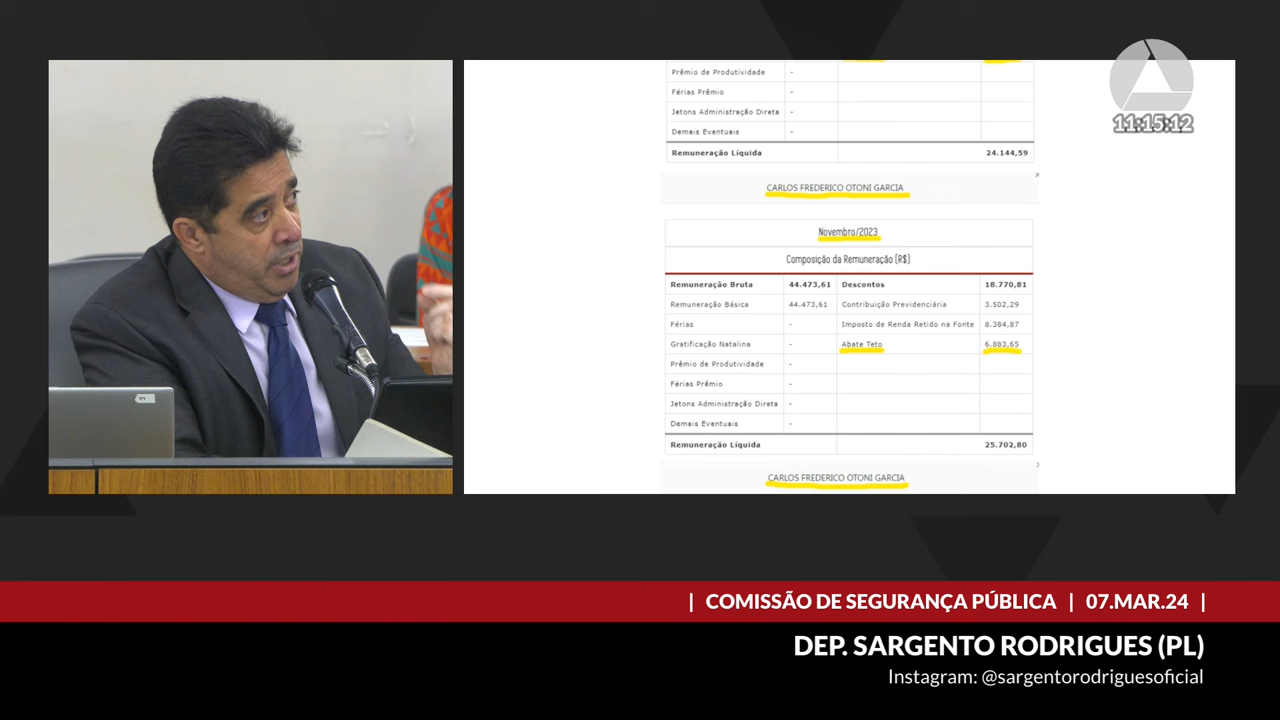 11:15:12
Prêmio de Produtividade -
Férias Prêmio -
Jetons Administração Direta -
Demais Eventuais -
Remuneração Líquida 24.144,59
CARLOS FREDERICO OTONI GARCIA
Novembro/2023
Composição da Remuneração (R$)
Remuneração Bruta 44.473,61 Descontos 18.770,81
Remuneração Básica 44.473,61 Contribuição Previdenciária 3.502,29
Férias - Imposto de Renda Retido na Fonte 8.384,87
Gratificação Natalina - Abate Teto 6.883,65
Prêmio de Produtividade -
Férias Prêmio -
Jetons Administração Direta -
Demais Eventuais -
Remuneração Líquida 25.702,80
CARLOS FREDERICO OTONI GARCIA
| COMISSÃO DE SEGURANÇA PÚBLICA | 07.MAR.24 |
DEP. SARGENTO RODRIGUES (PL)
Instagram: @sargentorodriguesoficial